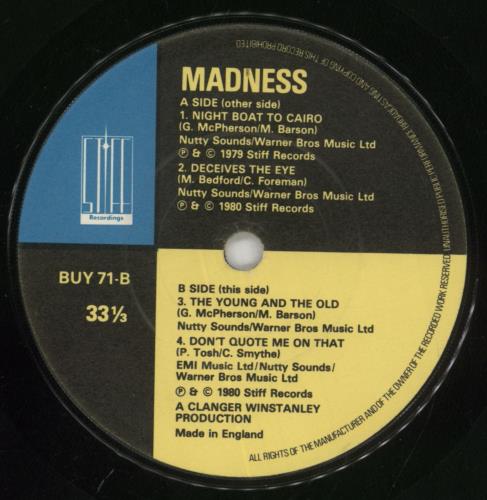 MADNESS
A SIDE (other side)
1. NIGHT BOAT TO CAIRO
(G. McPherson/M. Barson)
Nutty Sounds/Warner Bros Music Ltd
Ⓟ & © 1979 Stiff Records
2. DECEIVES THE EYE
(M. Bedford/C. Foreman)
Nutty Sounds/Warner Bros Music Ltd
Ⓟ & © 1980 Stiff Records
STIFF
Recordings
BUY 71-B
33⅓
B SIDE (this side)
3. THE YOUNG AND THE OLD
(G. McPherson/M. Barson)
Nutty Sounds/Warner Bros Music Ltd
4. DON'T QUOTE ME ON THAT
(P. Tosh/C. Smythe)
EMI Music Ltd/Nutty Sounds/
Warner Bros Music Ltd
Ⓟ & © 1980 Stiff Records
A CLANGER WINSTANLEY
PRODUCTION
Made in England
ALL RIGHTS OF THE MANUFACTURER AND OF THE OWNER OF THE RECORDED WORK RESERVED. UNAUTHORISED PUBLIC PERFORMANCE BROADCASTING AND COPYING OF THIS RECORD PROHIBITED